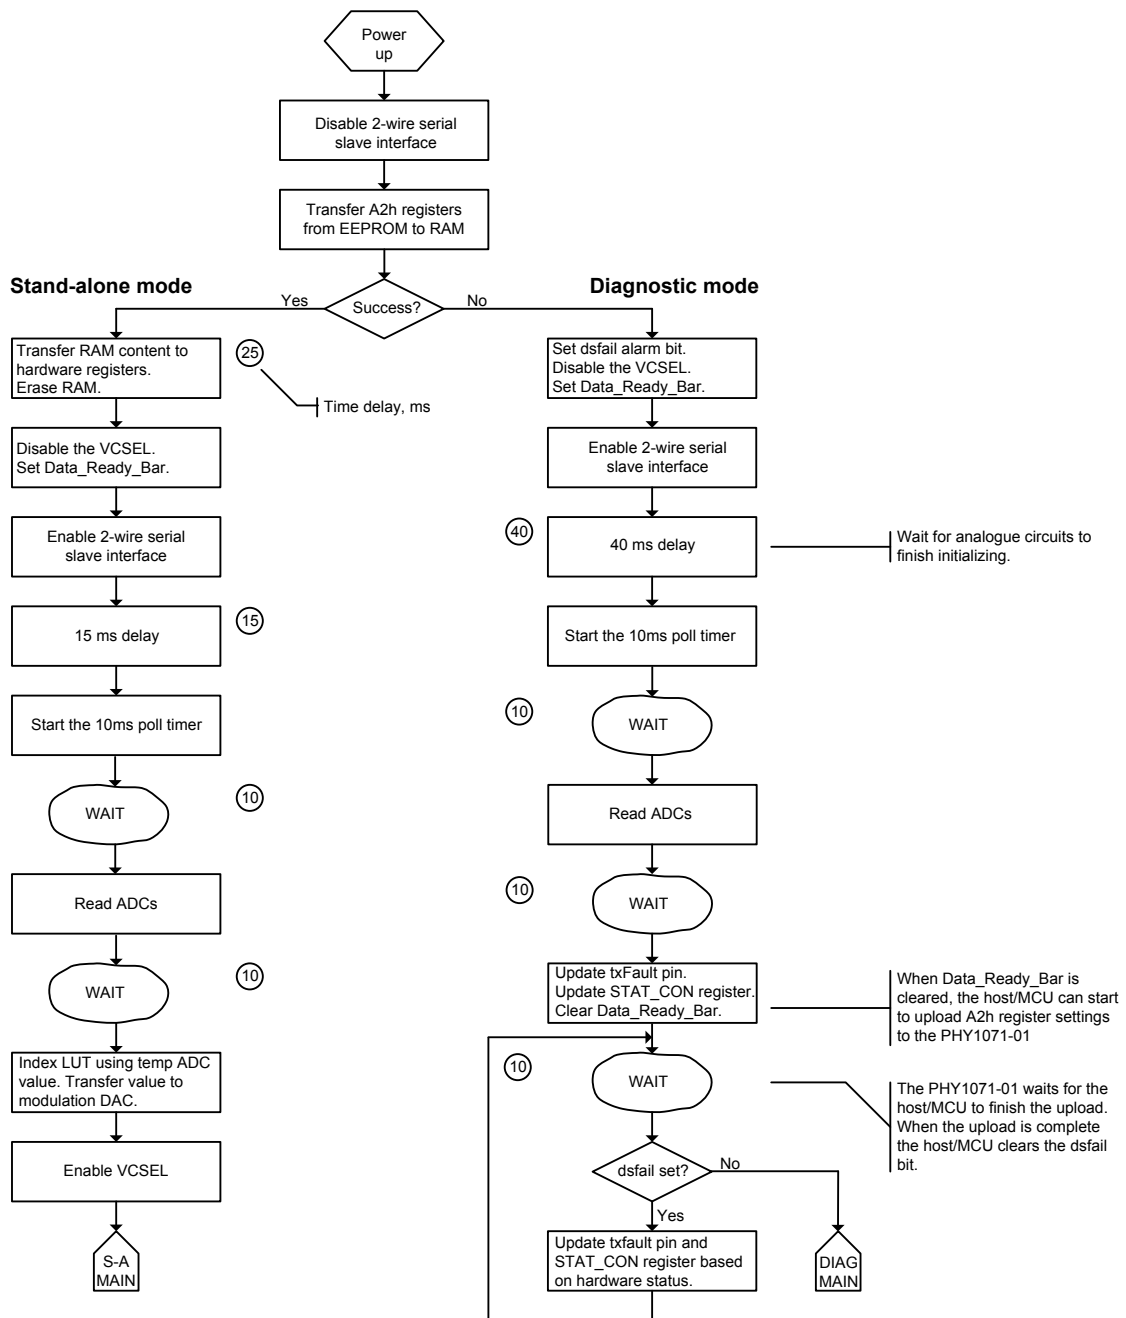 Power
up
Disable 2-wire serial
slave interface
Transfer A2h registers
from EEPROM to RAM
Stand-alone mode
Diagnostic mode
Yes
Success?
No
Transfer RAM content to
hardware registers.
Erase RAM.
25
Time delay, ms
Disable the VCSEL.
Set Data_Ready_Bar.
Enable 2-wire serial
slave interface
15 ms delay
15
Start the 10ms poll timer
WAIT
10
Read ADCs
WAIT
10
Index LUT using temp ADC
value. Transfer value to
modulation DAC.
Enable VCSEL
S-A
MAIN
Set dsfail alarm bit.
Disable the VCSEL.
Set Data_Ready_Bar.
Enable 2-wire serial
slave interface
40
40 ms delay
Wait for analogue circuits to
finish initializing.
Start the 10ms poll timer
10
WAIT
Read ADCs
10
WAIT
Update txFault pin.
Update STAT_CON register.
Clear Data_Ready_Bar.
When Data_Ready_Bar is
cleared, the host/MCU can start
to upload A2h register settings
to the PHY1071-01
10
WAIT
The PHY1071-01 waits for the
host/MCU to finish the upload.
When the upload is complete
the host/MCU clears the dsfail
bit.
dsfail set?
No
Yes
Update txfault pin and
STAT_CON register based
on hardware status.
DIAG
MAIN